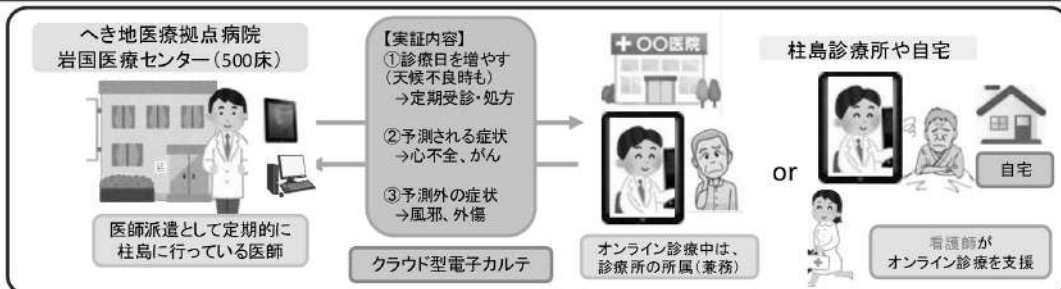 へき地医療拠点病院
岩国医療センター(500床)
医師派遣として定期的に
柱島に行っている医師
【実証内容】
①診療日を増やす
(天候不良時も)
→定期受診・処方
②予測される症状
→心不全、がん
③予測外の症状
→風邪、外傷
クラウド型電子カルテ
+〇〇医院
オンライン診療中は、
診療所の所属(兼務)
柱島診療所や自宅
or
自宅
看護師が
オンライン診療を支援